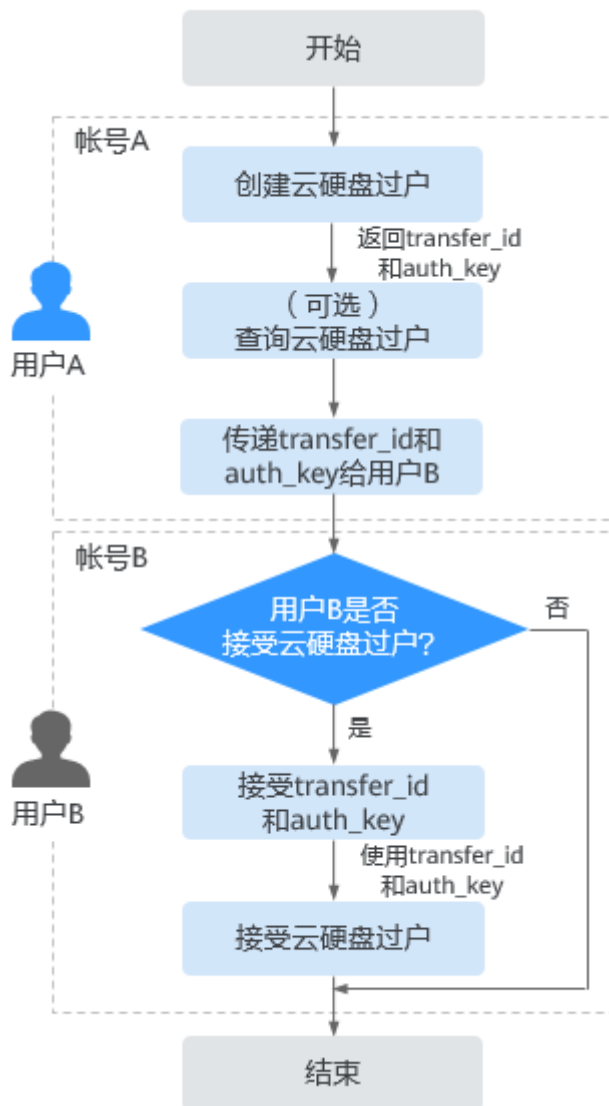 开始
帐号A
创建云硬盘过户
返回transfer_id
和auth_key
（可选）
查询云硬盘过户
用户A
传递transfer_id和
auth_key给用户B
帐号B
用户B是否
接受云硬盘过户?
否
是
接受transfer_id
和auth_key
用户B
使用transfer_id
和auth_key
接受云硬盘过户
结束